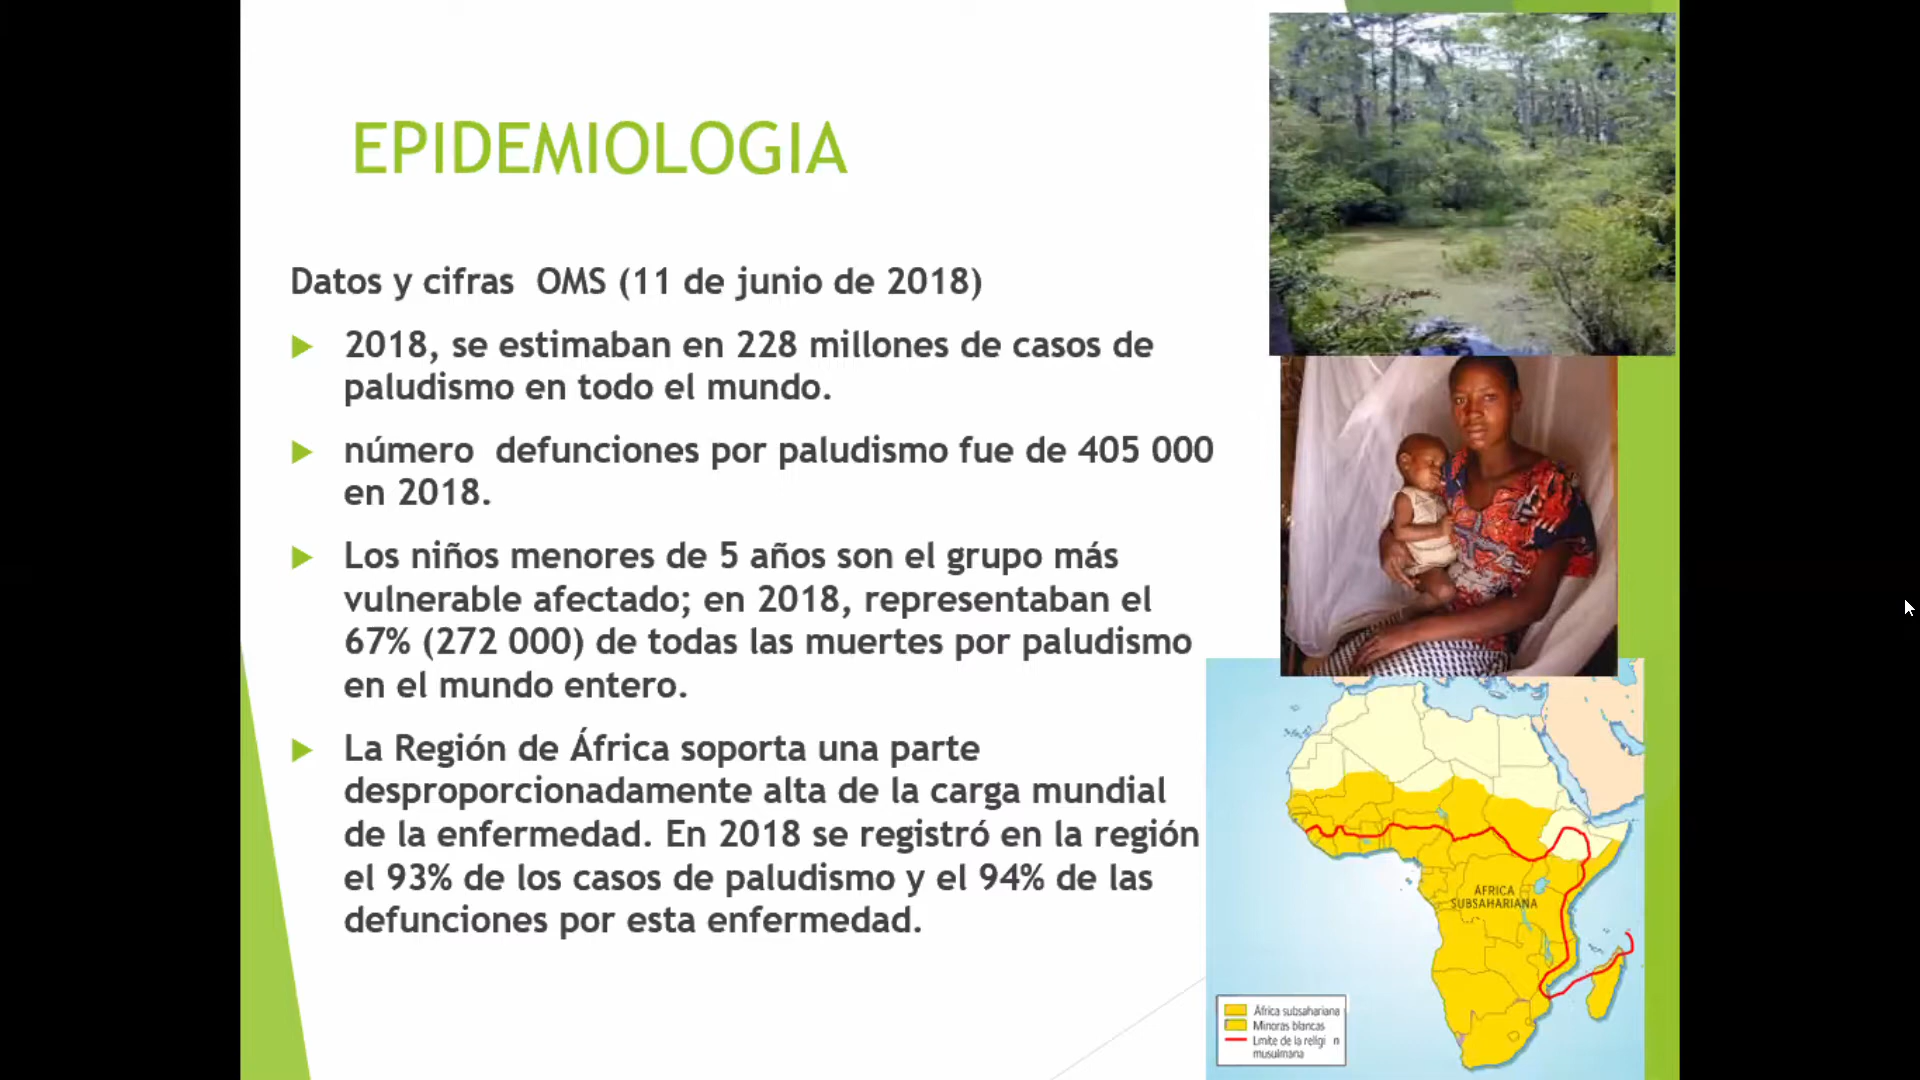 EPIDEMIOLOGIA
Datos y cifras  OMS (11 de junio de 2018)
2018, se estimaban en 228 millones de casos de
paludismo en todo el mundo.
número  defunciones por paludismo fue de 405 000
en 2018.
Los niños menores de 5 años son el grupo más
vulnerable afectado; en 2018, representaban el
67% (272 000) de todas las muertes por paludismo
en el mundo entero.
La Región de África soporta una parte
desproporcionadamente alta de la carga mundial
de la enfermedad. En 2018 se registró en la región
el 93% de los casos de paludismo y el 94% de las
defunciones por esta enfermedad.
ÁFRICA
SUBSAHARIANA
África subsahariana
Minoras blancas
Lmite de la religi n
musulmana